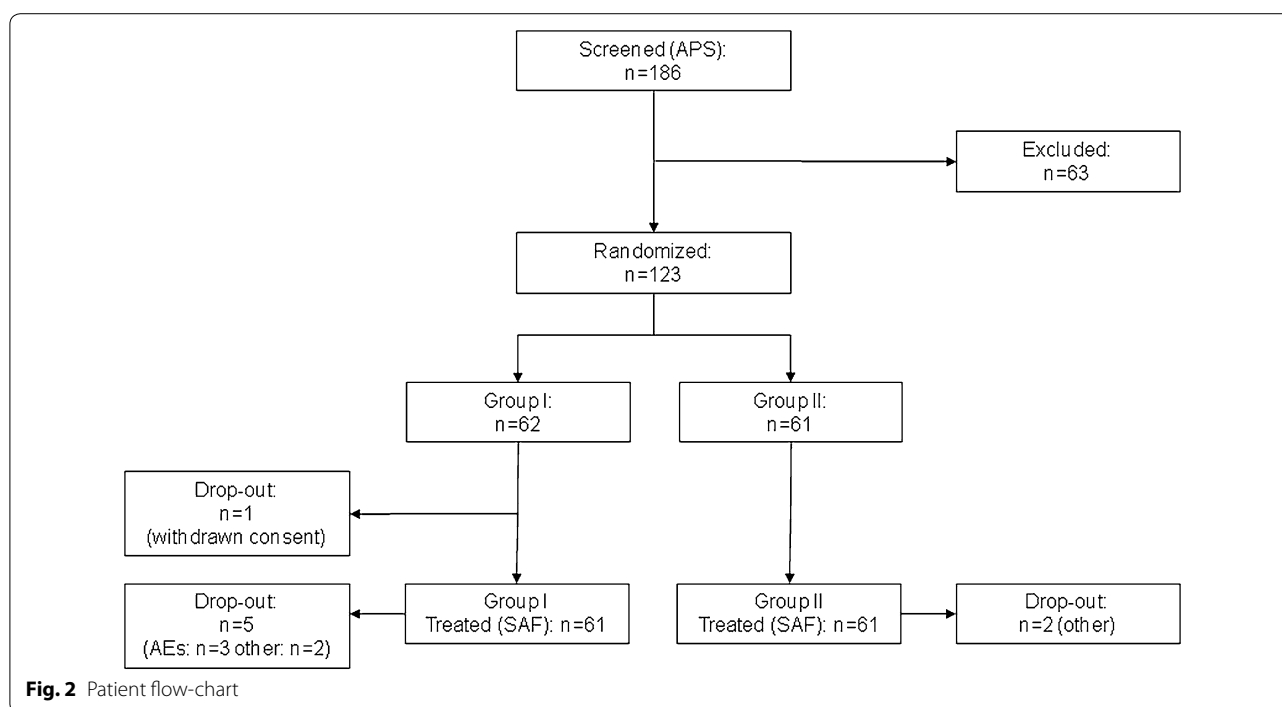 Screened (APS):
n=186
Excluded:
n=63
Randomized:
n=123
Group I:
n=62
Group II:
n=61
Drop-out:
n=1
(withdrawn consent)
Drop-out:
n=5
(AEs: n=3 other: n=2)
Group I
Treated (SAF): n=61
Group II
Treated (SAF): n=61
Drop-out:
n=2 (other)
Fig. 2 Patient flow-chart